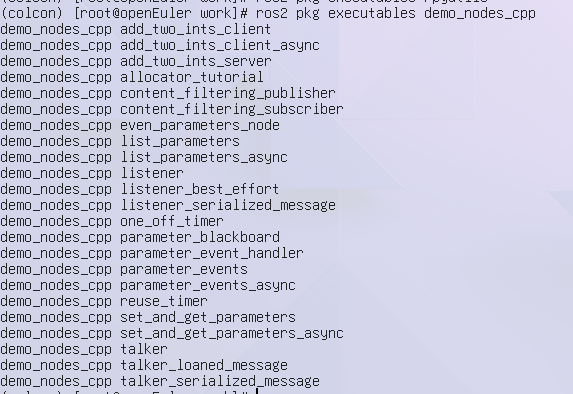 (colcon) [root@openEuler work]# ros2 pkg executables
(colcon) [root@openEuler work]# ros2 pkg executables demo_nodes_cpp
demo_nodes_cpp add_two_ints_client
demo_nodes_cpp add_two_ints_client_async
demo_nodes_cpp add_two_ints_server
demo_nodes_cpp allocator_tutorial
demo_nodes_cpp content_filtering_publisher
demo_nodes_cpp content_filtering_subscriber
demo_nodes_cpp even_parameters_node
demo_nodes_cpp list_parameters
demo_nodes_cpp list_parameters_async
demo_nodes_cpp listener
demo_nodes_cpp listener_best_effort
demo_nodes_cpp listener_serialized_message
demo_nodes_cpp one_off_timer
demo_nodes_cpp parameter_blackboard
demo_nodes_cpp parameter_event_handler
demo_nodes_cpp parameter_events
demo_nodes_cpp parameter_events_async
demo_nodes_cpp reuse_timer
demo_nodes_cpp set_and_get_parameters
demo_nodes_cpp set_and_get_parameters_async
demo_nodes_cpp talker
demo_nodes_cpp talker_loaned_message
demo_nodes_cpp talker_serialized_message
(colcon) [root@openEuler work]#